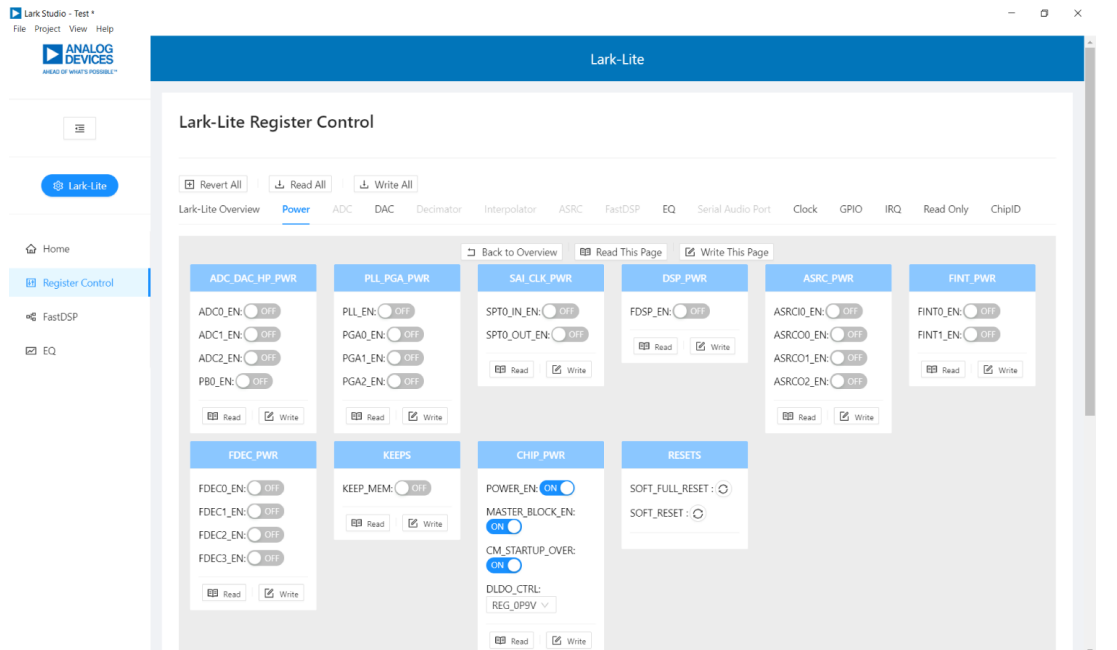 Lark Studio - Test *
File Project View Help
ANALOG
DEVICES
AHEAD OF WHAT'S POSSIBLE™
Lark-Lite
Lark-Lite
Home
Register Control
FastDSP
EQ
Lark-Lite Register Control
Revert All Read All Write All
Lark-Lite Overview Power ADC DAC Decimator Interpolator ASRC FastDSP EQ Serial Audio Port Clock GPIO IRQ Read Only ChipID
Back to Overview Read This Page Write This Page
ADC_DAC_HP_PWR
ADC0_EN: OFF
ADC1_EN: OFF
ADC2_EN: OFF
PB0_EN: OFF
Read Write
PLL_PGA_PWR
PLL_EN: OFF
PGA0_EN: OFF
PGA1_EN: OFF
PGA2_EN: OFF
Read Write
SAI_CLK_PWR
SPT0_IN_EN: OFF
SPT0_OUT_EN: OFF
Read Write
DSP_PWR
FDSP_EN: OFF
Read Write
ASRC_PWR
ASRCI0_EN: OFF
ASRCO0_EN: OFF
ASRCO1_EN: OFF
ASRCO2_EN: OFF
Read Write
FINT_PWR
FINT0_EN: OFF
FINT1_EN: OFF
Read Write
FDEC_PWR
FDEC0_EN: OFF
FDEC1_EN: OFF
FDEC2_EN: OFF
FDEC3_EN: OFF
Read Write
KEEPS
KEEP_MEM: OFF
Read Write
CHIP_PWR
POWER_EN: ON
MASTER_BLOCK_EN:
ON
CM_STARTUP_OVER:
ON
DLDO_CTRL:
REG_0P9V
Read Write
RESETS
SOFT_FULL_RESET :
SOFT_RESET :